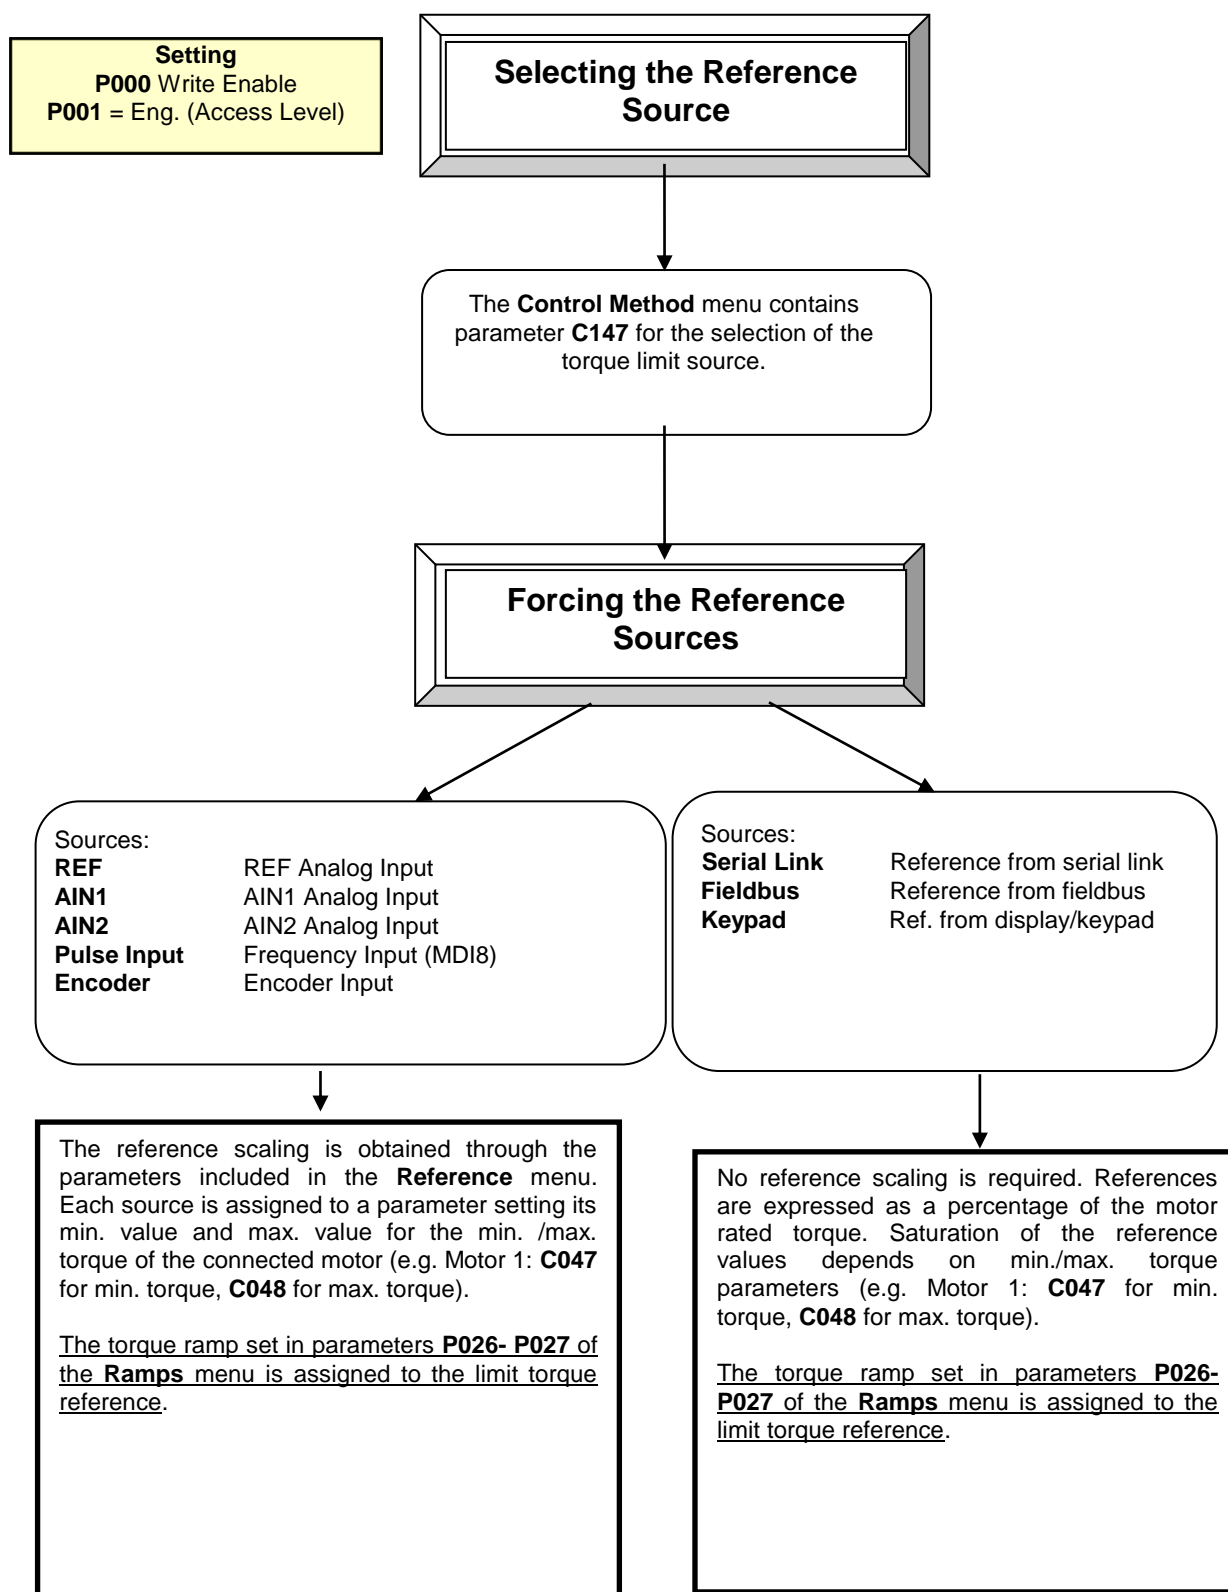 Setting
P000 Write Enable
P001 = Eng. (Access Level)
Selecting the Reference
Source
The Control Method menu contains
parameter C147 for the selection of the
torque limit source.
Forcing the Reference
Sources
Sources:
REF REF Analog Input
AIN1 AIN1 Analog Input
AIN2 AIN2 Analog Input
Pulse Input Frequency Input (MDI8)
Encoder Encoder Input
Sources:
Serial Link Reference from serial link
Fieldbus Reference from fieldbus
Keypad Ref. from display/keypad
The reference scaling is obtained through the
parameters included in the Reference menu.
Each source is assigned to a parameter setting its
min. value and max. value for the min. /max.
torque of the connected motor (e.g. Motor 1: C047
for min. torque, C048 for max. torque).
The torque ramp set in parameters P026- P027 of
the Ramps menu is assigned to the limit torque
reference.
No reference scaling is required. References
are expressed as a percentage of the motor
rated torque. Saturation of the reference
values depends on min./max. torque
parameters (e.g. Motor 1: C047 for min.
torque, C048 for max. torque).
The torque ramp set in parameters P026-
P027 of the Ramps menu is assigned to the
limit torque reference.